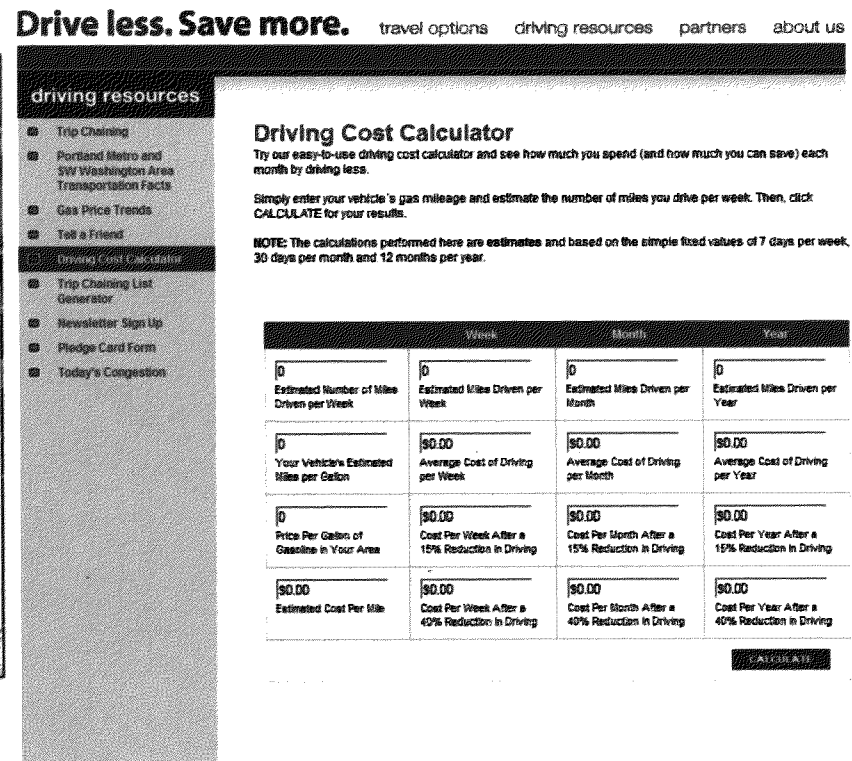 Drive less. Save more.
travel options driving resources partners about us
driving resources
Trip Chaining
Portland Metro and
SW Washington Area
Transportation Facts
Gas Price Trends
Tell a Friend
Driving Cost Calculator
Trip Chaining List
Generator
Newsletter Sign Up
Pledge Card Form
Today's Congestion
Driving Cost Calculator
Try our easy-to-use driving cost calculator and see how much you spend (and how much you can save) each
month by driving less.
Simply enter your vehicle's gas mileage and estimate the number of miles you drive per week. Then, click
CALCULATE for your results.
NOTE: The calculations performed here are estimates and based on the simple fixed values of 7 days per week,
30 days per month and 12 months per year.
Week Month Year
0 0 0 0
Estimated Number of Miles Estimated Miles Driven per Estimated Miles Driven per Estimated Miles Driven per
Driven per Week Week Month Year
0 $0.00 $0.00 $0.00
Your Vehicle's Estimated Average Cost of Driving Average Cost of Driving Average Cost of Driving
Miles per Gallon per Week per Month per Year
0 $0.00 $0.00 $0.00
Price Per Gallon of Cost Per Week After a Cost Per Month After a Cost Per Year After a
Gasoline in Your Area 15% Reduction in Driving 15% Reduction in Driving 15% Reduction in Driving
$0.00 $0.00 $0.00 $0.00
Estimated Cost Per Mile Cost Per Week After a Cost Per Month After a Cost Per Year After a
40% Reduction in Driving 40% Reduction in Driving 40% Reduction in Driving
CALCULATE